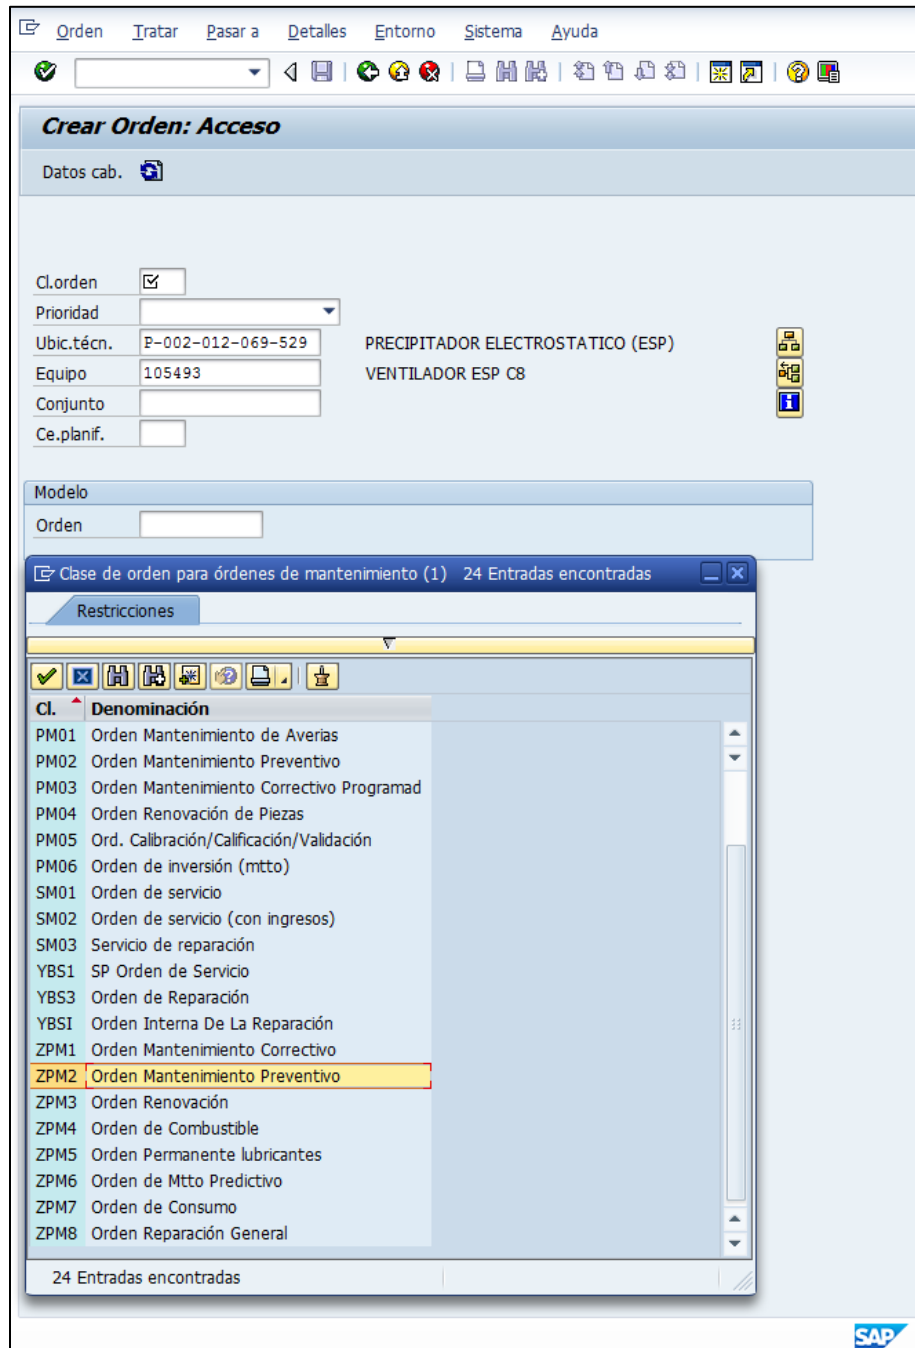 Orden Tratar Pasar a Detalles Entorno Sistema Ayuda
Crear Orden: Acceso
Datos cab.
Cl.orden
Prioridad
Ubic.técn. P-002-012-069-529 PRECIPITADOR ELECTROSTATICO (ESP)
Equipo 105493 VENTILADOR ESP C8
Conjunto
Ce.planif.
Modelo
Orden
Clase de orden para órdenes de mantenimiento (1) 24 Entradas encontradas
Restricciones
Cl. Denominación
PM01 Orden Mantenimiento de Averias
PM02 Orden Mantenimiento Preventivo
PM03 Orden Mantenimiento Correctivo Programad
PM04 Orden Renovación de Piezas
PM05 Ord. Calibración/Calificación/Validación
PM06 Orden de inversión (mtto)
SM01 Orden de servicio
SM02 Orden de servicio (con ingresos)
SM03 Servicio de reparación
YBS1 SP Orden de Servicio
YBS3 Orden de Reparación
YBSI Orden Interna De La Reparación
ZPM1 Orden Mantenimiento Correctivo
ZPM2 Orden Mantenimiento Preventivo
ZPM3 Orden Renovación
ZPM4 Orden de Combustible
ZPM5 Orden Permanente lubricantes
ZPM6 Orden de Mtto Predictivo
ZPM7 Orden de Consumo
ZPM8 Orden Reparación General
24 Entradas encontradas
SAP